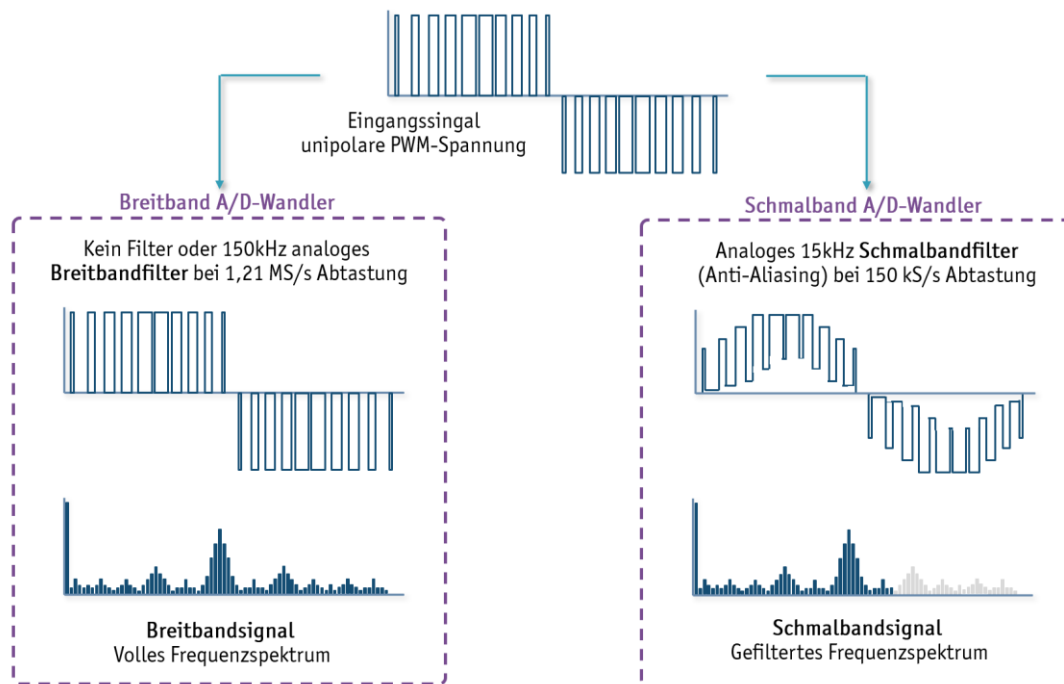 Eingangssingal
unipolare PWM-Spannung
Breitband A/D-Wandler
Kein Filter oder 150kHz analoges
Breitbandfilter bei 1,21 MS/s Abtastung
Breitbandsignal
Volles Frequenzspektrum
Schmalband A/D-Wandler
Analoges 15kHz Schmalbandfilter
(Anti-Aliasing) bei 150 kS/s Abtastung
Schmalbandsignal
Gefiltertes Frequenzspektrum